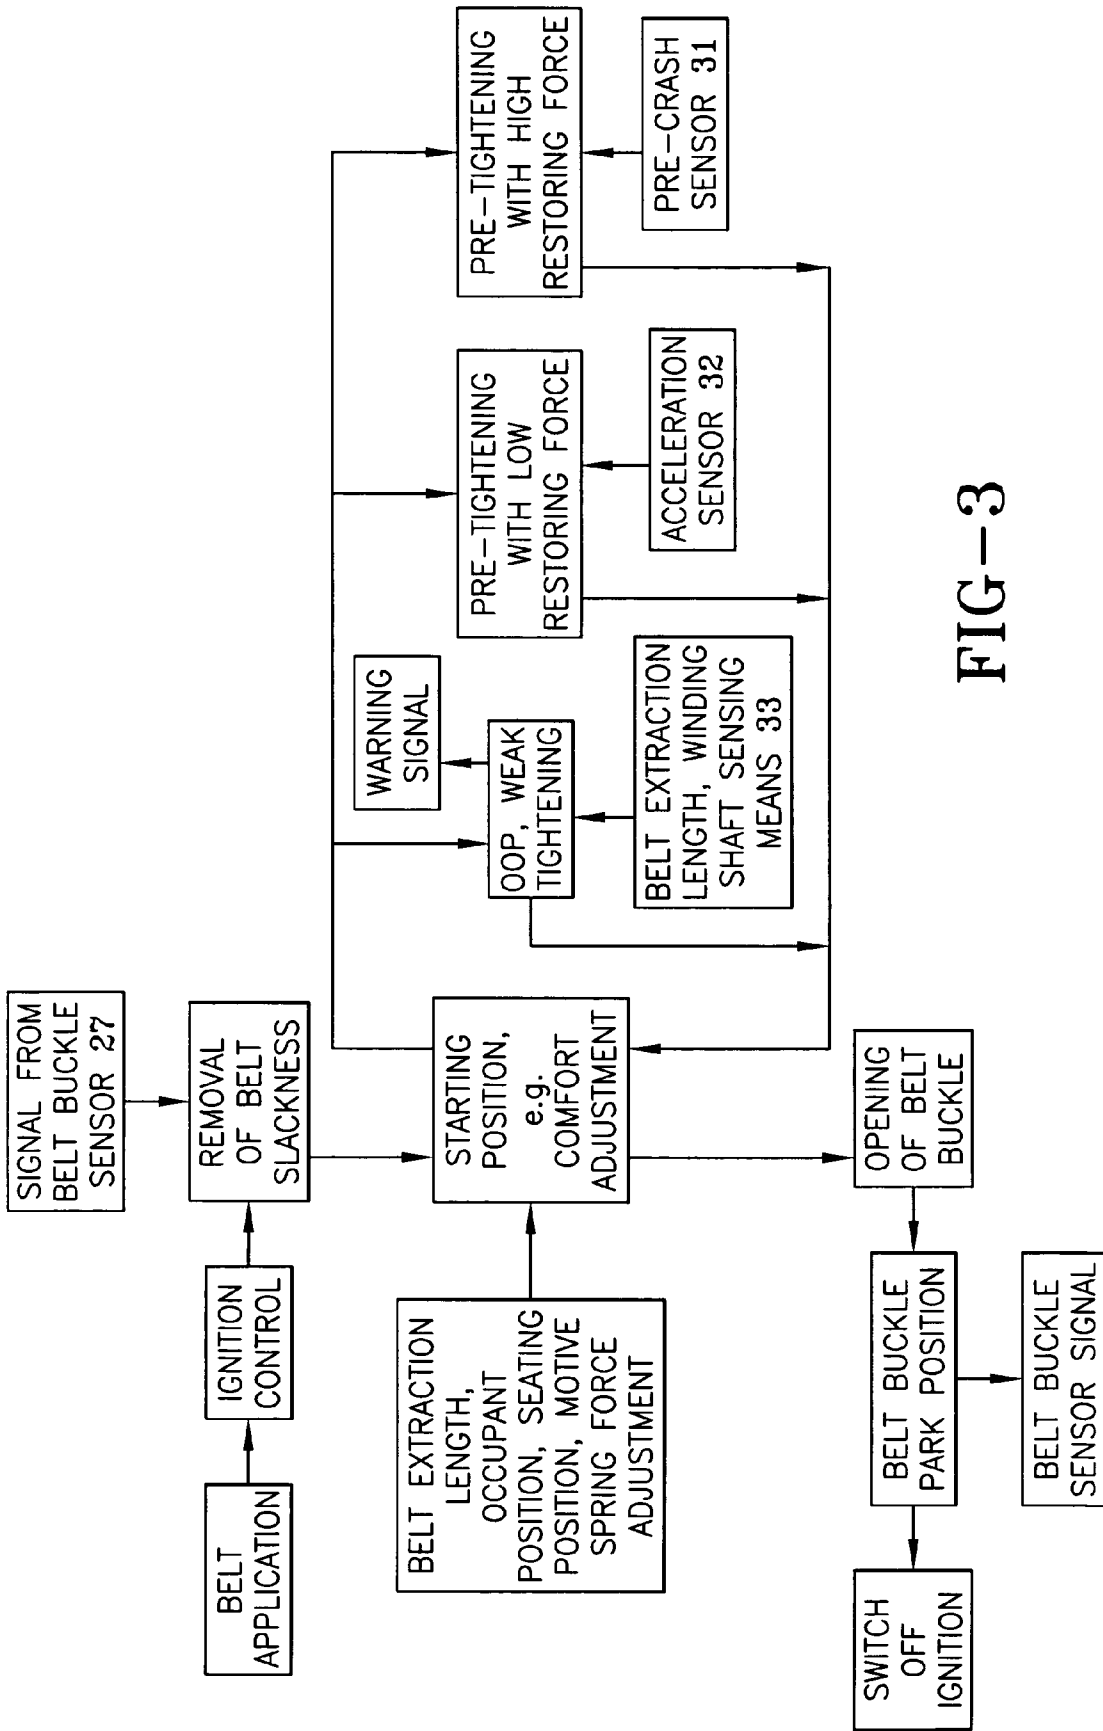 BELT
APPLICATION
IGNITION
CONTROL
SIGNAL FROM
BELT BUCKLE
SENSOR 27
REMOVAL
OF BELT
SLACKNESS
BELT EXTRACTION
LENGTH,
OCCUPANT
POSITION, SEATING
POSITION, MOTIVE
SPRING FORCE
ADJUSTMENT
STARTING
POSITION,
e.g.
COMFORT
ADJUSTMENT
WARNING
SIGNAL
OOP, WEAK
TIGHTENING
BELT EXTRACTION
LENGTH, WINDING
SHAFT SENSING
MEANS 33
PRE-TIGHTENING
WITH LOW
RESTORING FORCE
ACCELERATION
SENSOR 32
PRE-TIGHTENING
WITH HIGH
RESTORING FORCE
PRE-CRASH
SENSOR 31
OPENING
OF BELT
BUCKLE
BELT BUCKLE
PARK POSITION
SWITCH
OFF
IGNITION
BELT BUCKLE
SENSOR SIGNAL
FIG-3